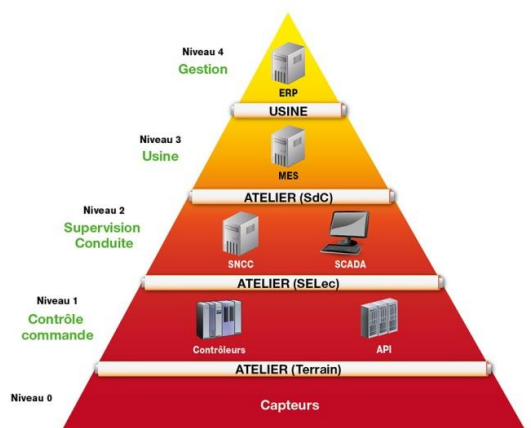 Niveau 4
Gestion
ERP
USINE
Niveau 3
Usine
MES
ATELIER (SdC)
Niveau 2
Supervision
Conduite
SNCC
SCADA
ATELIER (SELec)
Niveau 1
Contrôle
commande
Contrôleurs
API
ATELIER (Terrain)
Niveau 0
Capteurs